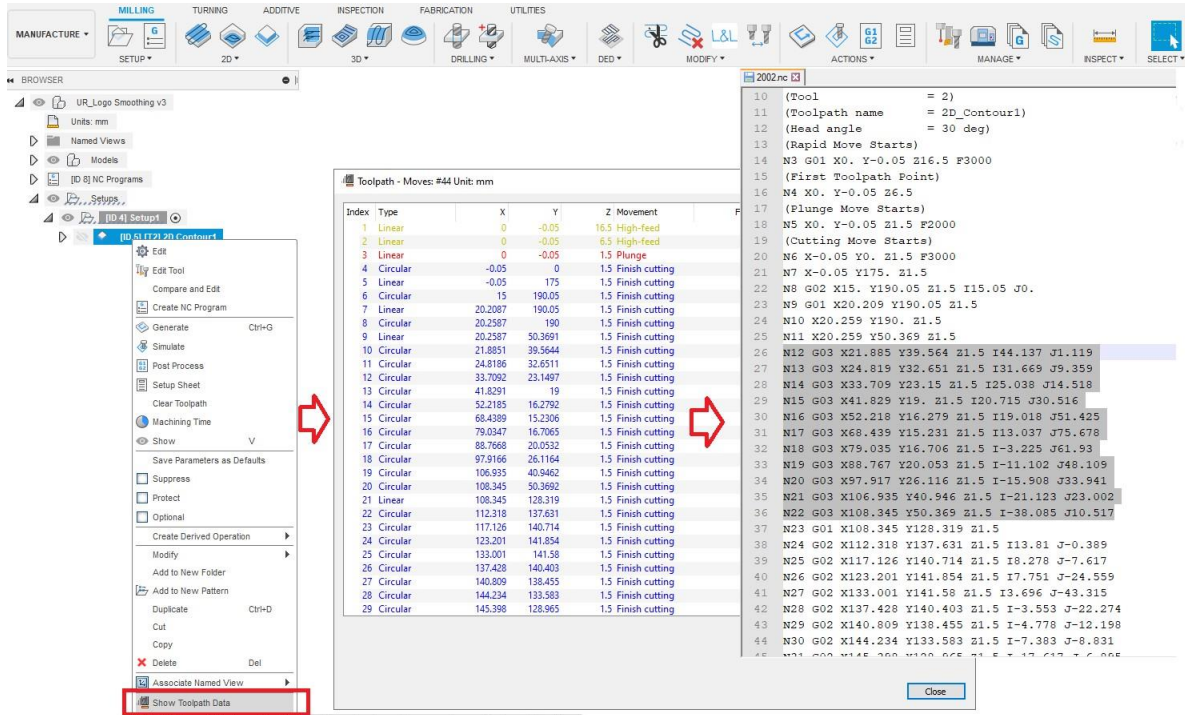 MILLING TURNING ADDITIVE INSPECTION FABRICATION UTILITIES
MANUFACTURE
G
L&L
G1
G2
G
S
SETUP 2D 3D DRILLING MULTI-AXIS DED MODIFY ACTIONS MANAGE INSPECT SELECT
BROWSER
UR_Logo Smoothing v3
Units: mm
Named Views
Models
[ID 8] NC Programs
Setups
[ID 4] Setup1
[ID 5] [T2] 2D Contour1
Edit
Edit Tool
Compare and Edit
Create NC Program
Generate Ctrl+G
Simulate
Post Process
Setup Sheet
Clear Toolpath
Machining Time
Show V
Save Parameters as Defaults
Suppress
Protect
Optional
Create Derived Operation
Modify
Add to New Folder
Add to New Pattern
Duplicate Ctrl+D
Cut
Copy
Delete Del
Associate Named View
Show Toolpath Data
Toolpath - Moves: #44 Unit: mm
Index Type X Y Z Movement F
1 Linear 0 -0.05 16.5 High-feed
2 Linear 0 -0.05 6.5 High-feed
3 Linear 0 -0.05 1.5 Plunge
4 Circular -0.05 0 1.5 Finish cutting
5 Linear -0.05 175 1.5 Finish cutting
6 Circular 15 190.05 1.5 Finish cutting
7 Linear 20.2087 190.05 1.5 Finish cutting
8 Circular 20.2587 190 1.5 Finish cutting
9 Linear 20.2587 50.3691 1.5 Finish cutting
10 Circular 21.8851 39.5644 1.5 Finish cutting
11 Circular 24.8186 32.6511 1.5 Finish cutting
12 Circular 33.7092 23.1497 1.5 Finish cutting
13 Circular 41.8291 19 1.5 Finish cutting
14 Circular 52.2185 16.2792 1.5 Finish cutting
15 Circular 68.4389 15.2306 1.5 Finish cutting
16 Circular 79.0347 16.7065 1.5 Finish cutting
17 Circular 88.7668 20.0532 1.5 Finish cutting
18 Circular 97.9166 26.1164 1.5 Finish cutting
19 Circular 106.935 40.9462 1.5 Finish cutting
20 Circular 108.345 50.3692 1.5 Finish cutting
21 Linear 108.345 128.319 1.5 Finish cutting
22 Circular 112.318 137.631 1.5 Finish cutting
23 Circular 117.126 140.714 1.5 Finish cutting
24 Circular 123.201 141.854 1.5 Finish cutting
25 Circular 133.001 141.58 1.5 Finish cutting
26 Circular 137.428 140.403 1.5 Finish cutting
27 Circular 140.809 138.455 1.5 Finish cutting
28 Circular 144.234 133.583 1.5 Finish cutting
29 Circular 145.398 128.965 1.5 Finish cutting
Close
2002.nc
10 (Tool = 2)
11 (Toolpath name = 2D_Contour1)
12 (Head angle = 30 deg)
13 (Rapid Move Starts)
14 N3 G01 X0. Y-0.05 Z16.5 F3000
15 (First Toolpath Point)
16 N4 X0. Y-0.05 Z6.5
17 (Plunge Move Starts)
18 N5 X0. Y-0.05 Z1.5 F2000
19 (Cutting Move Starts)
20 N6 X-0.05 Y0. Z1.5 F3000
21 N7 X-0.05 Y175. Z1.5
22 N8 G02 X15. Y190.05 Z1.5 I15.05 J0.
23 N9 G01 X20.209 Y190.05 Z1.5
24 N10 X20.259 Y190. Z1.5
25 N11 X20.259 Y50.369 Z1.5
26 N12 G03 X21.885 Y39.564 Z1.5 I44.137 J1.119
27 N13 G03 X24.819 Y32.651 Z1.5 I31.669 J9.359
28 N14 G03 X33.709 Y23.15 Z1.5 I25.038 J14.518
29 N15 G03 X41.829 Y19. Z1.5 I20.715 J30.516
30 N16 G03 X52.218 Y16.279 Z1.5 I19.018 J51.425
31 N17 G03 X68.439 Y15.231 Z1.5 I13.037 J75.678
32 N18 G03 X79.035 Y16.706 Z1.5 I-3.225 J61.93
33 N19 G03 X88.767 Y20.053 Z1.5 I-11.102 J48.109
34 N20 G03 X97.917 Y26.116 Z1.5 I-15.908 J33.941
35 N21 G03 X106.935 Y40.946 Z1.5 I-21.123 J23.002
36 N22 G03 X108.345 Y50.369 Z1.5 I-38.085 J10.517
37 N23 G01 X108.345 Y128.319 Z1.5
38 N24 G02 X112.318 Y137.631 Z1.5 I13.81 J-0.389
39 N25 G02 X117.126 Y140.714 Z1.5 I8.278 J-7.617
40 N26 G02 X123.201 Y141.854 Z1.5 I7.751 J-24.559
41 N27 G02 X133.001 Y141.58 Z1.5 I3.696 J-43.315
42 N28 G02 X137.428 Y140.403 Z1.5 I-3.553 J-22.274
43 N29 G02 X140.809 Y138.455 Z1.5 I-4.778 J-12.198
44 N30 G02 X144.234 Y133.583 Z1.5 I-7.383 J-8.831